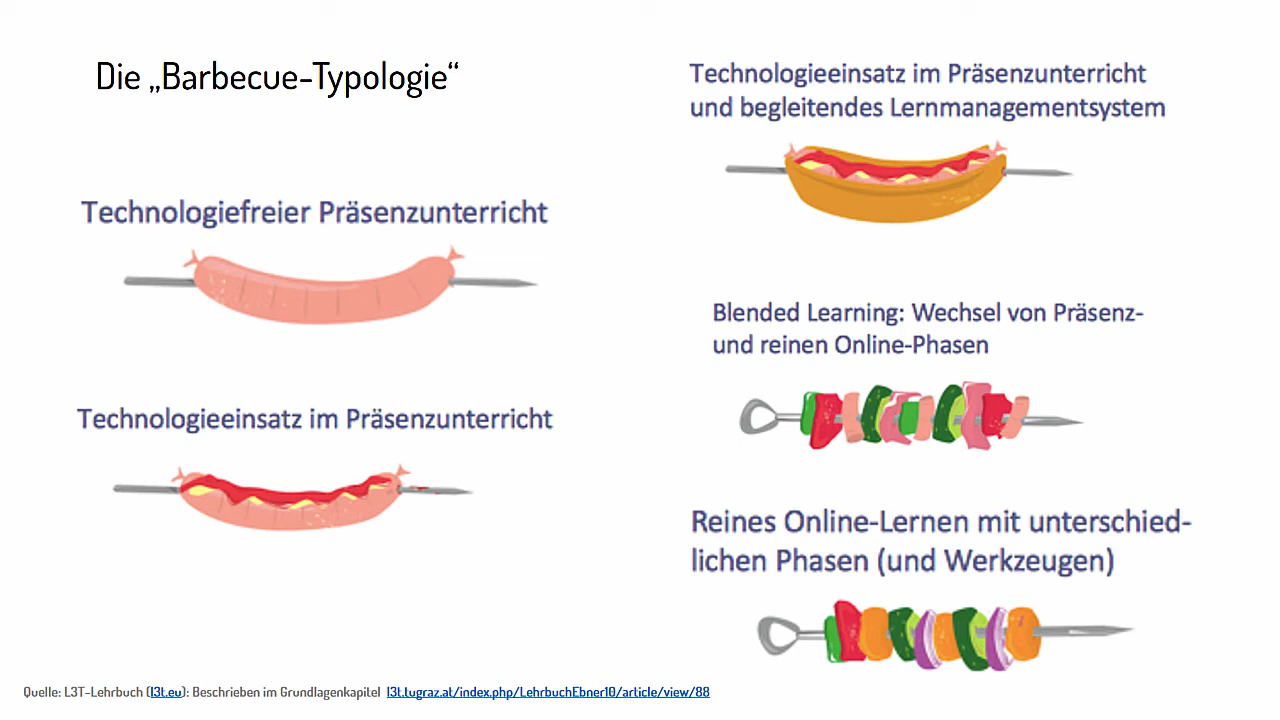 Die „Barbecue-Typologie“
Technologiefreier Präsenzunterricht
Technologieeinsatz im Präsenzunterricht
Technologieeinsatz im Präsenzunterricht
und begleitendes Lernmanagementsystem
Blended Learning: Wechsel von Präsenz-
und reinen Online-Phasen
Reines Online-Lernen mit unterschied-
lichen Phasen (und Werkzeugen)
Quelle: L3T-Lehrbuch (l3t.eu): Beschrieben im Grundlagenkapitel l3t.tugraz.at/index.php/LehrbuchEbner10/article/view/88